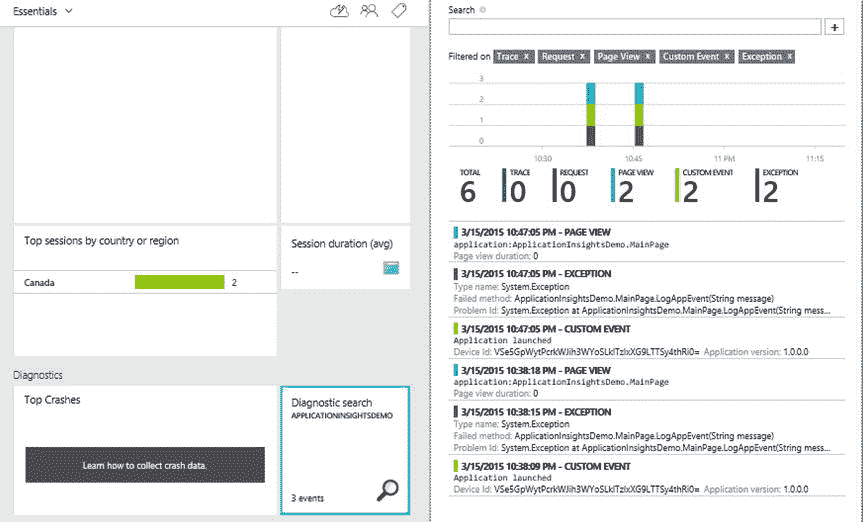 Essentials
Top sessions by country or region
Canada 2
Session duration (avg)
--
Diagnostics
Top Crashes
Learn how to collect crash data.
Diagnostic search
APPLICATIONINSIGHTSDEMO
3 events
Search
+
Filtered on Trace x Request x Page View x Custom Event x Exception x
3
2
1
0
10:30 10:45 11 PM 11:15
TOTAL TRACE REQUEST PAGE VIEW CUSTOM EVENT EXCEPTION
6 0 0 2 2 2
3/15/2015 10:47:05 PM - PAGE VIEW
application:ApplicationInsightsDemo.MainPage
Page view duration: 0
3/15/2015 10:47:05 PM - EXCEPTION
Type name: System.Exception
Failed method: ApplicationInsightsDemo.MainPage.LogAppEvent(String message)
Problem Id: System.Exception at ApplicationInsightsDemo.MainPage.LogAppEvent(String mess...
3/15/2015 10:47:05 PM - CUSTOM EVENT
Application launched
Device Id: Application version: 1.0.0.0
3/15/2015 10:38:18 PM - PAGE VIEW
application:ApplicationInsightsDemo.MainPage
Page view duration: 0
3/15/2015 10:38:15 PM - EXCEPTION
Type name: System.Exception
Failed method: ApplicationInsightsDemo.MainPage.LogAppEvent(String message)
Problem Id: System.Exception at ApplicationInsightsDemo.MainPage.LogAppEvent(String mess...
3/15/2015 10:38:09 PM - CUSTOM EVENT
Application launched
Device Id: Application version: 1.0.0.0